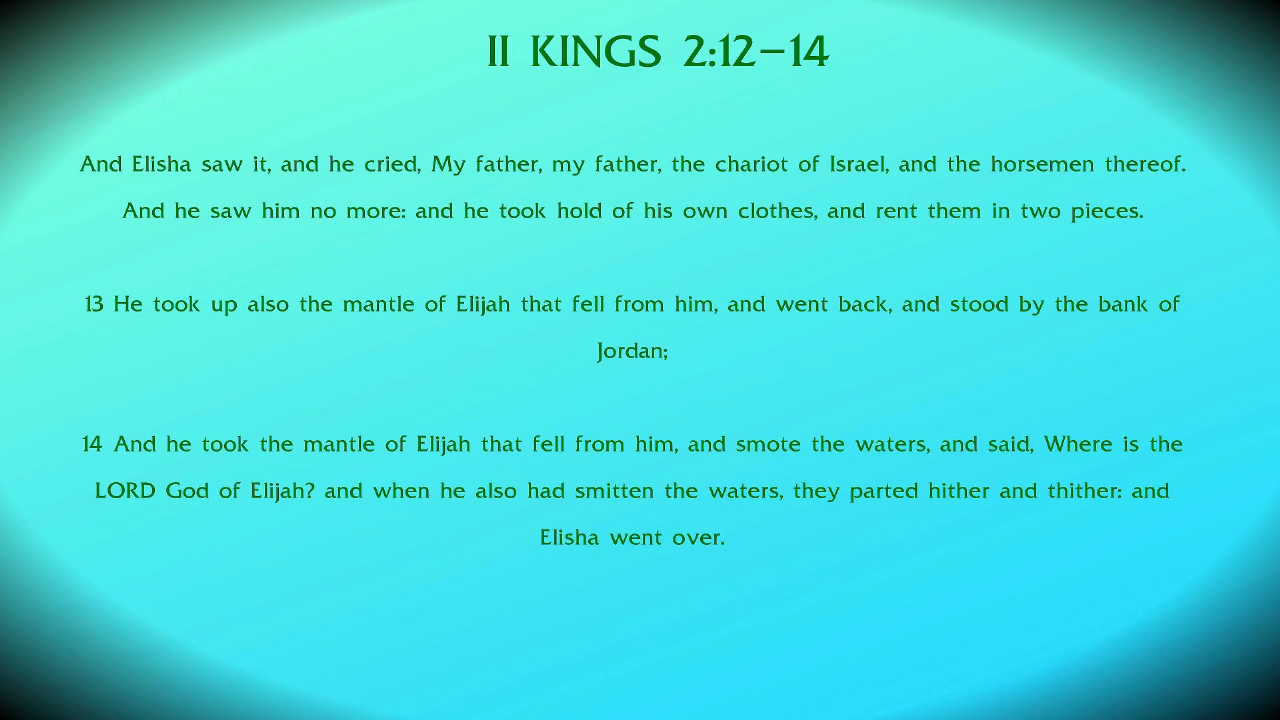 II KINGS 2:12–14
And Elisha saw it, and he cried, My father, my father, the chariot of Israel, and the horsemen thereof.
And he saw him no more: and he took hold of his own clothes, and rent them in two pieces.
13 He took up also the mantle of Elijah that fell from him, and went back, and stood by the bank of
Jordan;
14 And he took the mantle of Elijah that fell from him, and smote the waters, and said, Where is the
LORD God of Elijah? and when he also had smitten the waters, they parted hither and thither: and
Elisha went over.